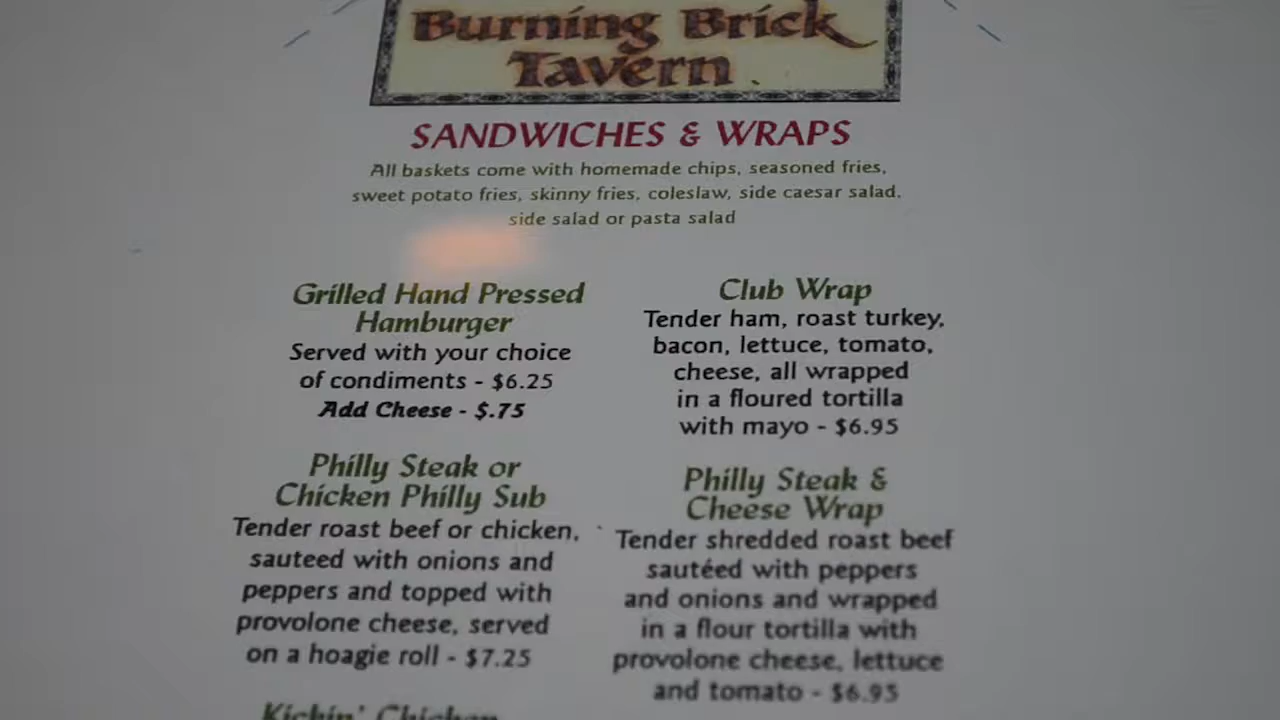 Burning Brick
Tavern
SANDWICHES & WRAPS
All baskets come with homemade chips, seasoned fries,
sweet potato fries, skinny fries, coleslaw, side caesar salad.
side salad or pasta salad
Grilled Hand Pressed
Hamburger
Served with your choice
of condiments - $6.25
Add Cheese - $.75
Philly Steak or
Chicken Philly Sub
Tender roast beef or chicken,
sauteed with onions and
peppers and topped with
provolone cheese, served
on a hoagie roll - $7.25
Kickin' Chicken
Club Wrap
Tender ham, roast turkey,
bacon, lettuce, tomato,
cheese, all wrapped
in a floured tortilla
with mayo - $6.95
Philly Steak &
Cheese Wrap
Tender shredded roast beef
sautéed with peppers
and onions and wrapped
in a flour tortilla with
provolone cheese, lettuce
and tomato - $6.95